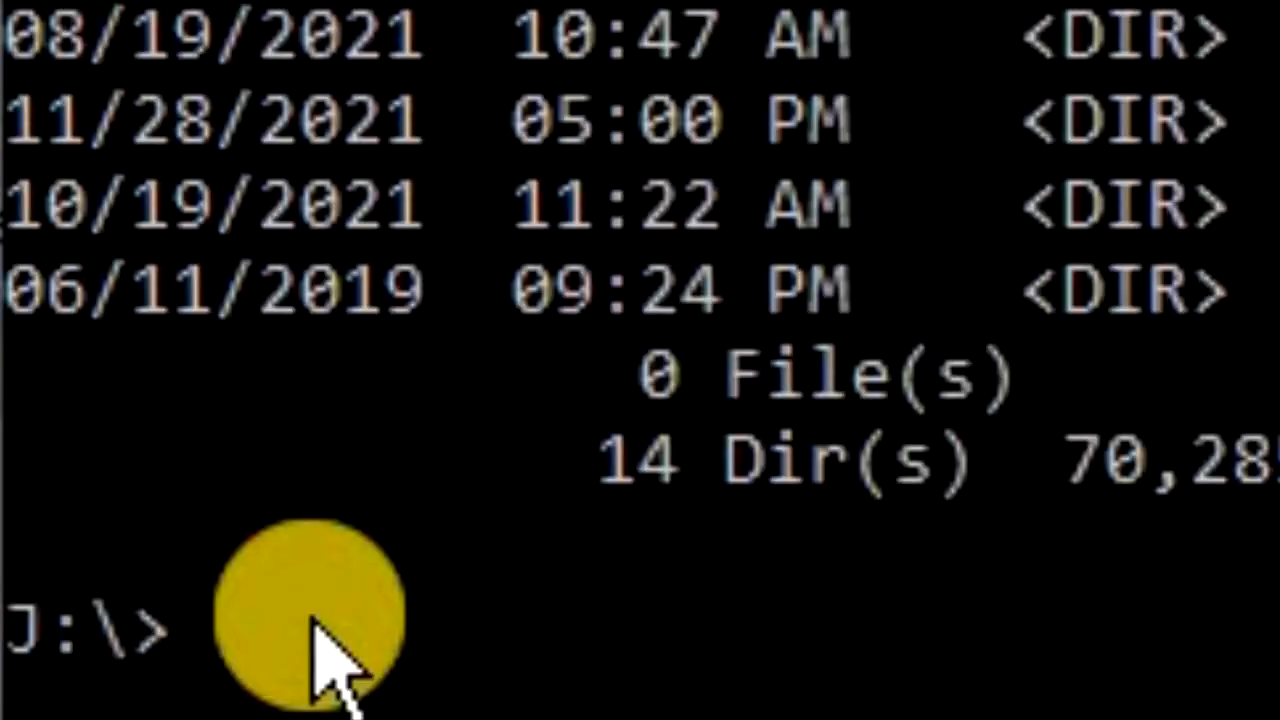 08/19/2021  10:47 AM    <DIR>
11/28/2021  05:00 PM    <DIR>
10/19/2021  11:22 AM    <DIR>
06/11/2019  09:24 PM    <DIR>
0 File(s)
14 Dir(s)  70,28
J:\>